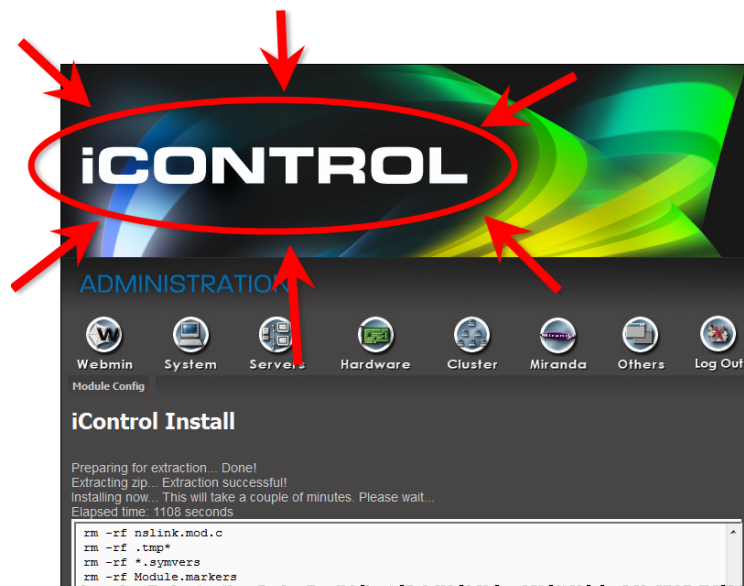 iCONTROL
ADMINISTRATION
Webmin System Servers Hardware Cluster Miranda Others Log Out
Module Config
iControl Install
Preparing for extraction... Done!
Extracting zip... Extraction successful!
Installing now... This will take a couple of minutes. Please wait...
Elapsed time: 1108 seconds
rm -rf nslink.mod.c
rm -rf .tmp*
rm -rf *.symvers
rm -rf Module.markers